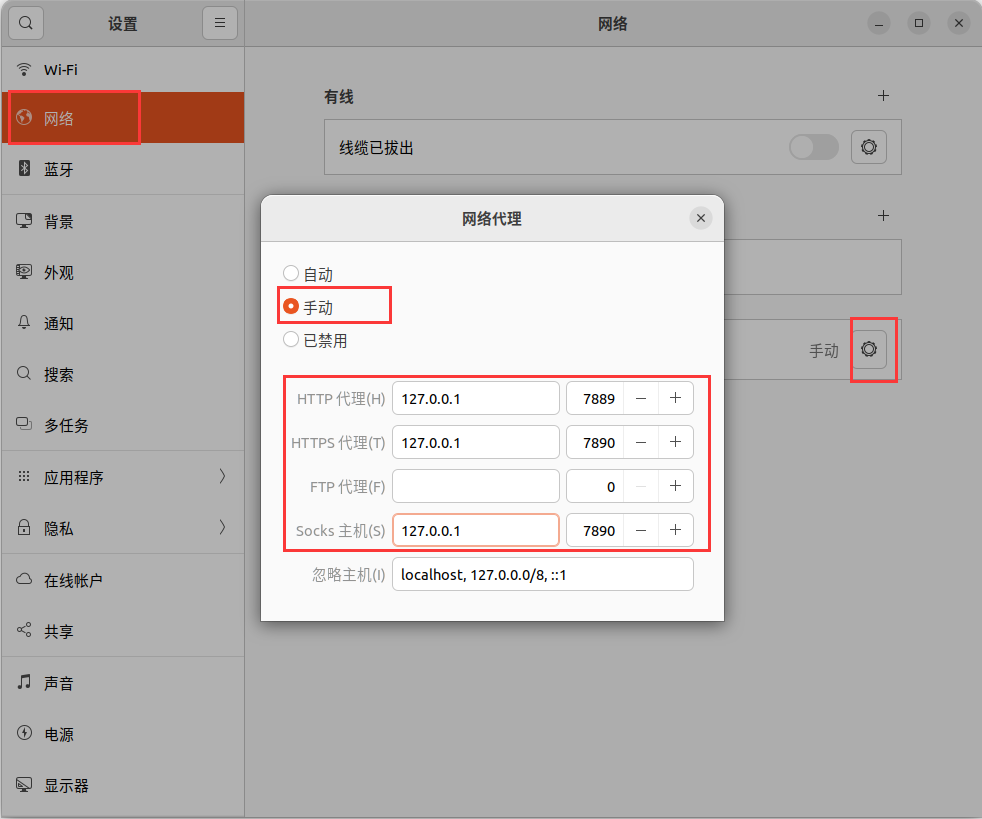 设置
网络
Wi-Fi
网络
蓝牙
背景
外观
通知
搜索
多任务
应用程序
隐私
在线帐户
共享
声音
电源
显示器
有线
线缆已拔出
手动
网络代理
自动
手动
已禁用
HTTP 代理(H) 127.0.0.1 7889
HTTPS 代理(T) 127.0.0.1 7890
FTP 代理(F) 0
Socks 主机(S) 127.0.0.1 7890
忽略主机(I) localhost, 127.0.0.0/8, ::1